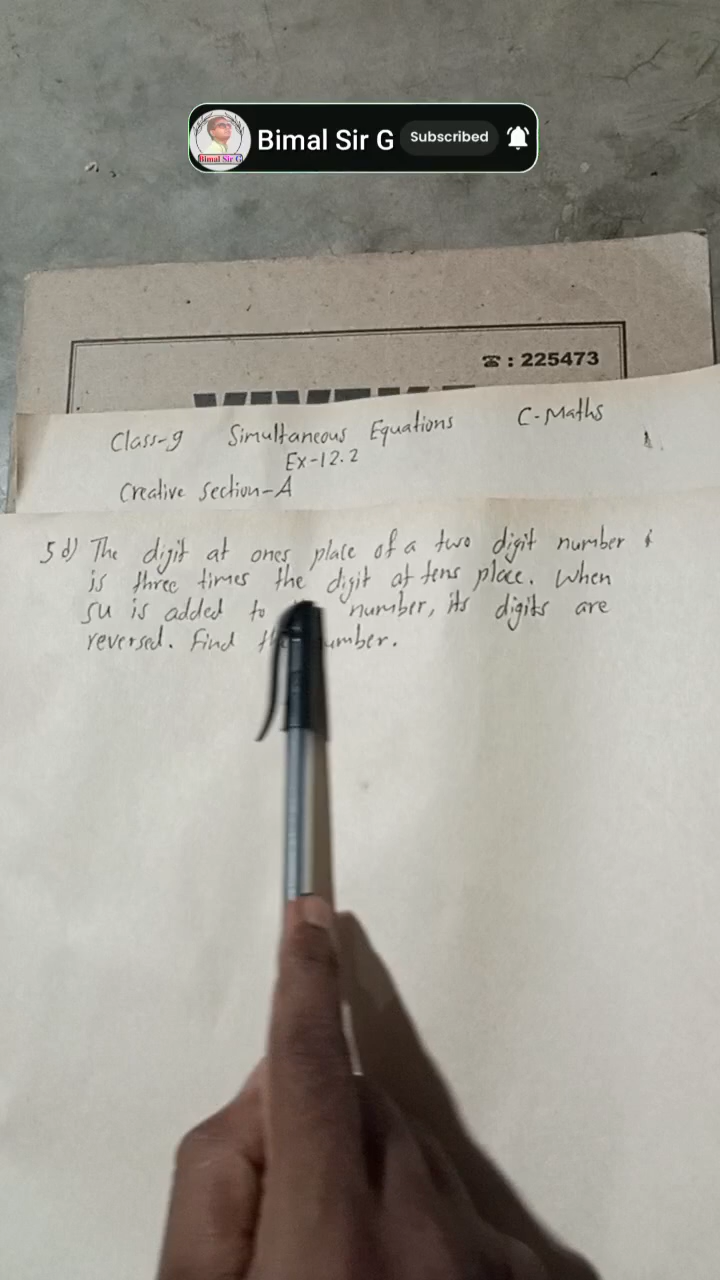 Bimal Sir G Subscribed
Bimal Sir G
☎ : 225473
Class-9 Simultaneous Equations C-Maths
Ex-12.2
Creative section-A
5 d) The digit at ones place of a two digit number
is three times the digit at tens place. When
is added to number, its digits are
reversed. Find